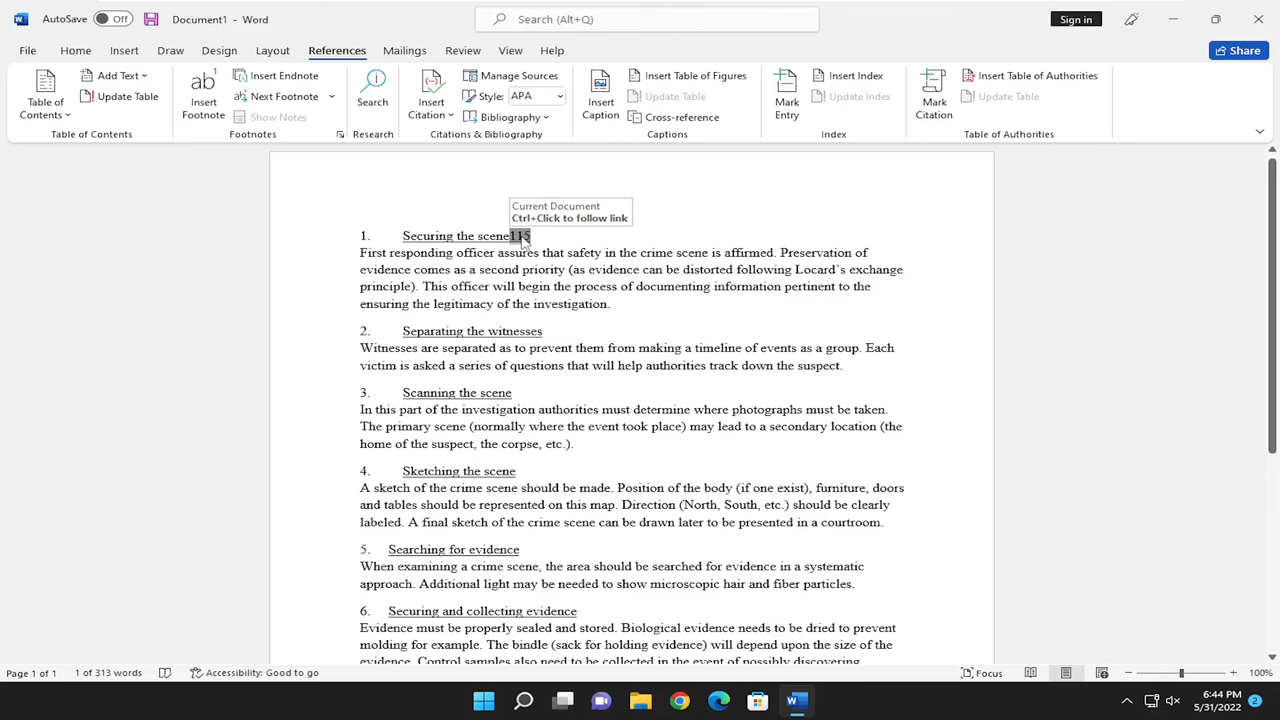 AutoSave Off Document1 - Word Search (Alt+Q) Sign in
File Home Insert Draw Design Layout References Mailings Review View Help Share
Table of Contents
Add Text
Update Table
Table of Contents
ab 1
Insert Footnote
Insert Endnote
Next Footnote
Show Notes
Footnotes
Search
Research
Insert Citation
Manage Sources
Style: APA
Bibliography
Citations & Bibliography
Insert Caption
Insert Table of Figures
Update Table
Cross-reference
Captions
Mark Entry
Insert Index
Update Index
Index
Mark Citation
Insert Table of Authorities
Update Table
Table of Authorities
Current Document
Ctrl+Click to follow link
1. Securing the scene115
First responding officer assures that safety in the crime scene is affirmed. Preservation of
evidence comes as a second priority (as evidence can be distorted following Locard's exchange
principle). This officer will begin the process of documenting information pertinent to the
ensuring the legitimacy of the investigation.
2. Separating the witnesses
Witnesses are separated as to prevent them from making a timeline of events as a group. Each
victim is asked a series of questions that will help authorities track down the suspect.
3. Scanning the scene
In this part of the investigation authorities must determine where photographs must be taken.
The primary scene (normally where the event took place) may lead to a secondary location (the
home of the suspect, the corpse, etc.).
4. Sketching the scene
A sketch of the crime scene should be made. Position of the body (if one exist), furniture, doors
and tables should be represented on this map. Direction (North, South, etc.) should be clearly
labeled. A final sketch of the crime scene can be drawn later to be presented in a courtroom.
5. Searching for evidence
When examining a crime scene, the area should be searched for evidence in a systematic
approach. Additional light may be needed to show microscopic hair and fiber particles.
6. Securing and collecting evidence
Evidence must be properly sealed and stored. Biological evidence needs to be dried to prevent
molding for example. The bindle (sack for holding evidence) will depend upon the size of the
evidence. Control samples also need to be collected in the event of possibly discovering
Page 1 of 1 1 of 313 words Accessibility: Good to go Focus 100%
6:44 PM
5/31/2022 2